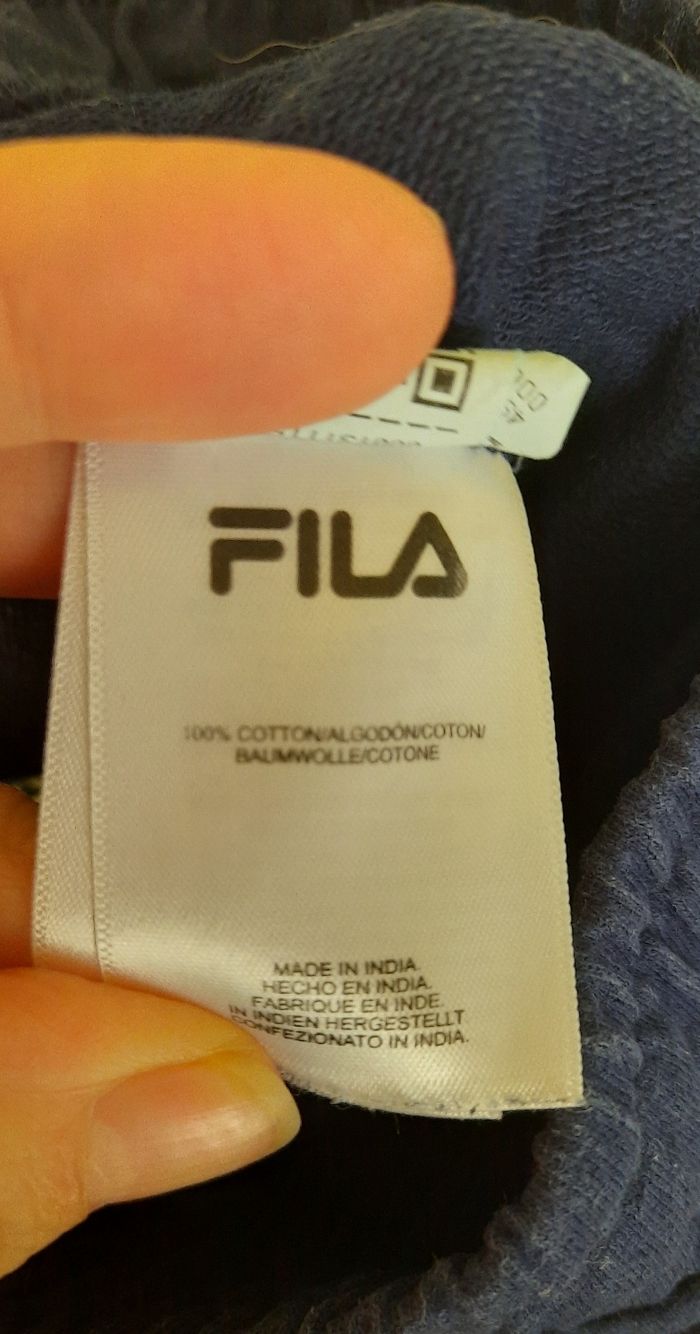 FILA
100% COTTON/ALGODÓN/COTON/
BAUMWOLLE/COTONE
MADE IN INDIA.
HECHO EN INDIA.
FABRIQUE EN INDE.
IN INDIEN HERGESTELLT
CONFEZIONATO IN INDIA.